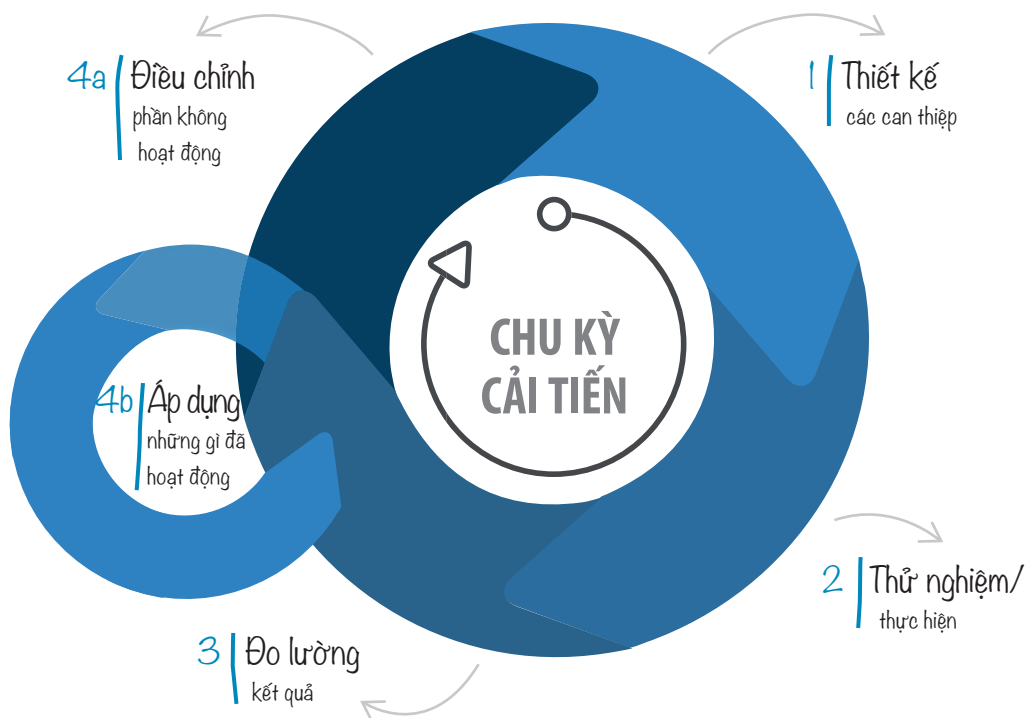 4a
Điều chỉnh
phần không
hoạt động
1
Thiết kế
các can thiệp
CHU KỲ
CẢI TIẾN
4b
Áp dụng
những gì đã
hoạt động
2
Thử nghiệm/
thực hiện
3
Đo lường
kết quả